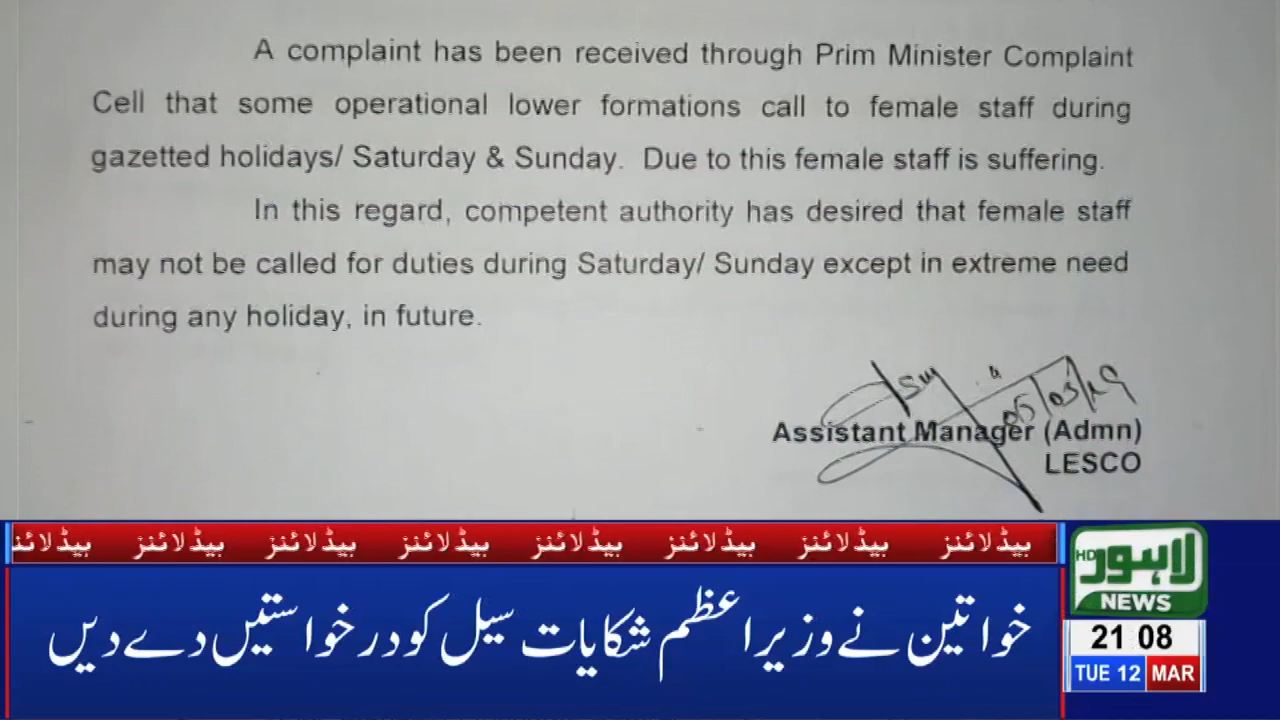 A complaint has been received through Prim Minister Complaint
Cell that some operational lower formations call to female staff during
gazetted holidays/ Saturday & Sunday. Due to this female staff is suffering.
In this regard, competent authority has desired that female staff
may not be called for duties during Saturday/ Sunday except in extreme need
during any holiday, in future.
05/03/19
Assistant Manager (Admn)
LESCO
ہیڈلائنز ہیڈلائنز ہیڈلائنز ہیڈلائنز ہیڈلائنز ہیڈلائنز ہیڈلائنز ہیڈلائنز
خواتین نے وزیراعظم شکایات سیل کو درخواستیں دے دیں
HD لاہور
NEWS
21 08
TUE 12 MAR